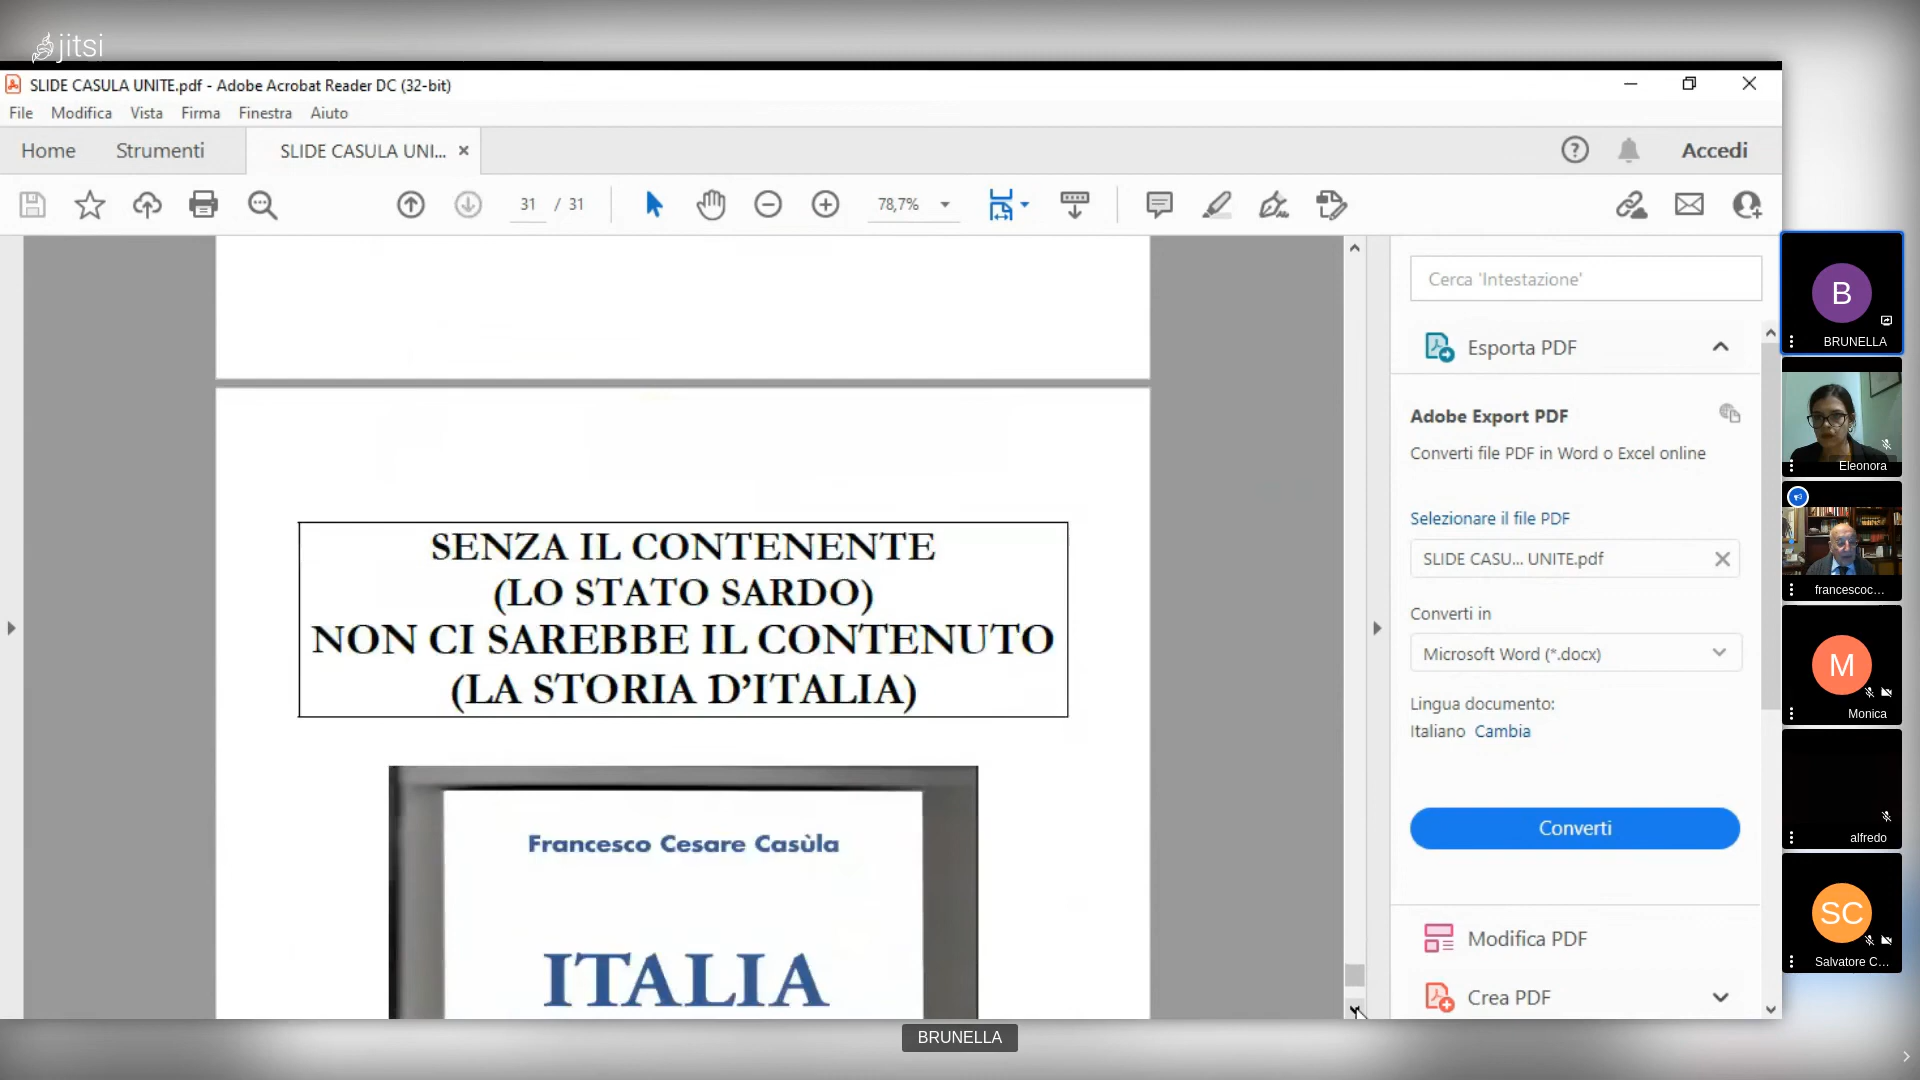 jitsi
SLIDE CASULA UNITE.pdf - Adobe Acrobat Reader DC (32-bit)
File Modifica Vista Firma Finestra Aiuto
Home Strumenti SLIDE CASULA UNI... × Accedi
31 / 31 78,7%
Cerca 'Intestazione'
Esporta PDF
Adobe Export PDF
Converti file PDF in Word o Excel online
Selezionare il file PDF
SLIDE CASU... UNITE.pdf
Converti in
Microsoft Word (*.docx)
Lingua documento:
Italiano Cambia
Converti
Modifica PDF
Crea PDF
SENZA IL CONTENENTE
(LO STATO SARDO)
NON CI SAREBBE IL CONTENUTO
(LA STORIA D’ITALIA)
Francesco Cesare Casùla
ITALIA
B
BRUNELLA
Eleonora
francescoc...
M
Monica
alfredo
SC
Salvatore C...
BRUNELLA